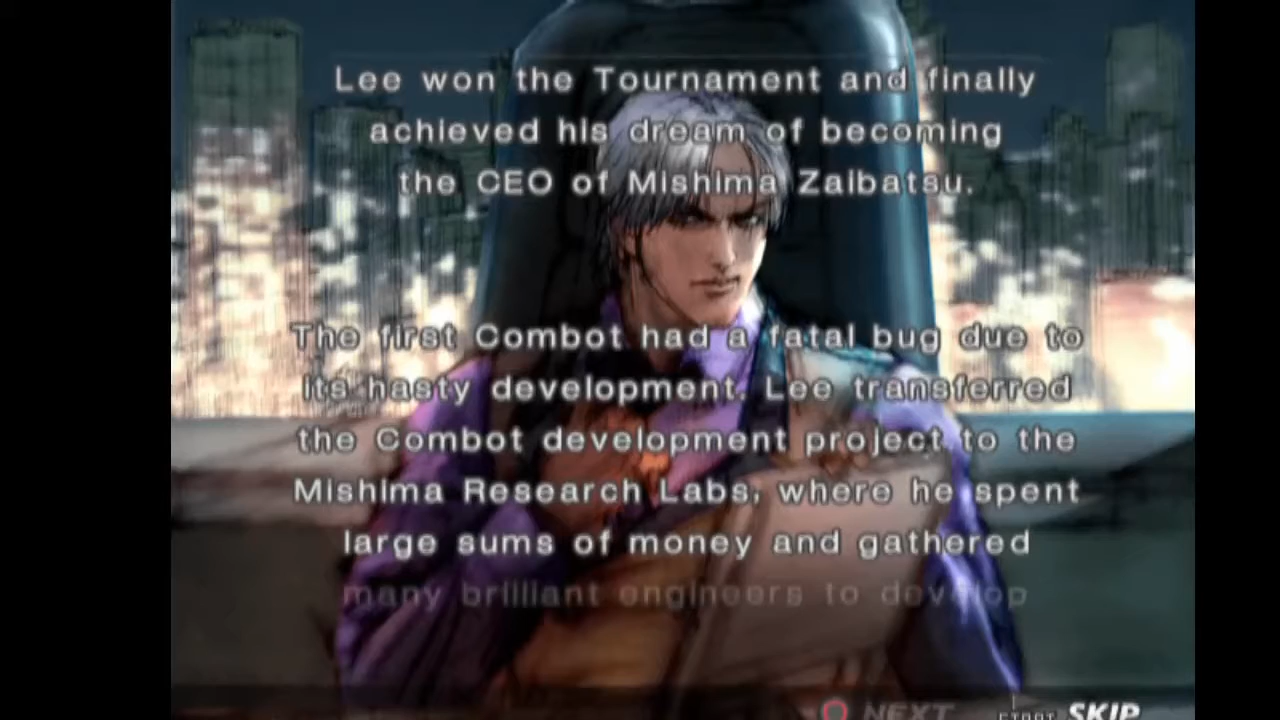 Lee won the Tournament and finally
achieved his dream of becoming
the CEO of Mishima Zaibatsu.
The first Combot had a fatal bug due to
its hasty development. Lee transferred
the Combot development project to the
Mishima Research Labs, where he spent
large sums of money and gathered
many brilliant engineers to develop
NEXT START SKIP